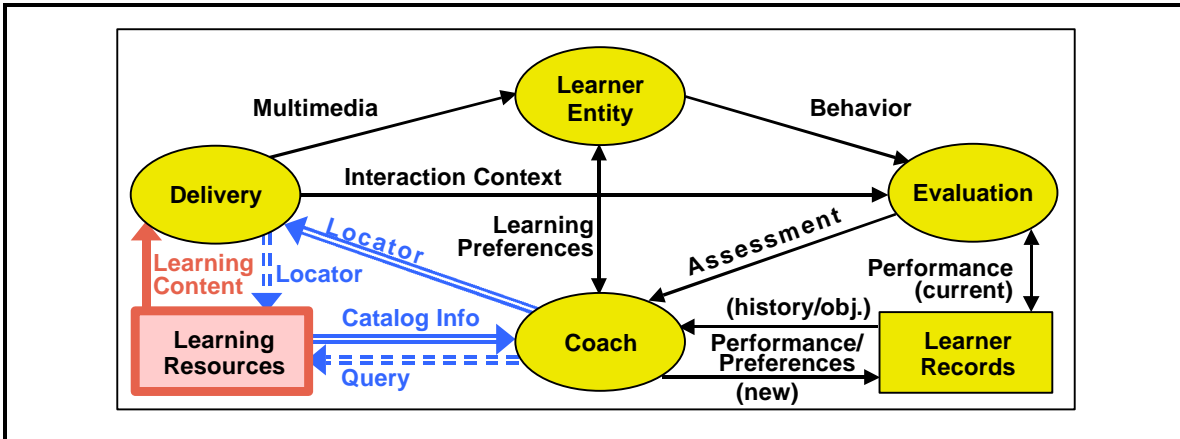 Learner
Entity
Multimedia
Behavior
Delivery
Interaction Context
Evaluation
Learning
Preferences
Locator
Assessment
Learning
Content
Locator
Performance
(current)
Learning
Resources
Catalog Info
Query
Coach
(history/obj.)
Performance/
Preferences
(new)
Learner
Records